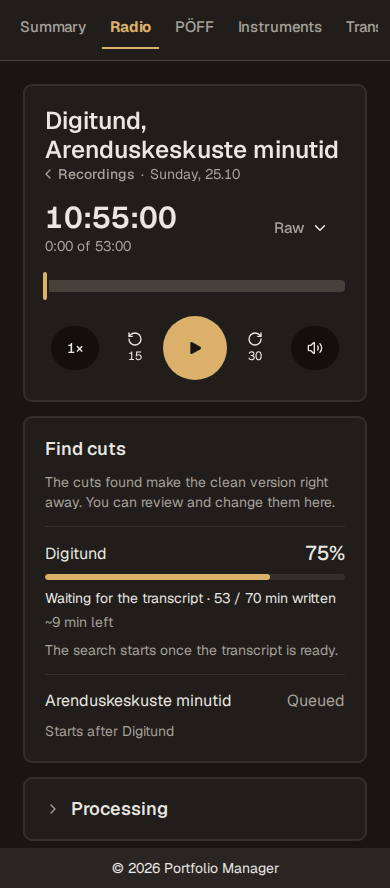 Summary Radio PÖFF Instruments Trans
Digitund,
Arenduskeskuste minutid
Recordings · Sunday, 25.10
10:55:00
Raw
0:00 of 53:00
1×
15
30
Find cuts
The cuts found make the clean version right
away. You can review and change them here.
Digitund 75%
Waiting for the transcript · 53 / 70 min written
~9 min left
The search starts once the transcript is ready.
Arenduskeskuste minutid Queued
Starts after Digitund
Processing
© 2026 Portfolio Manager